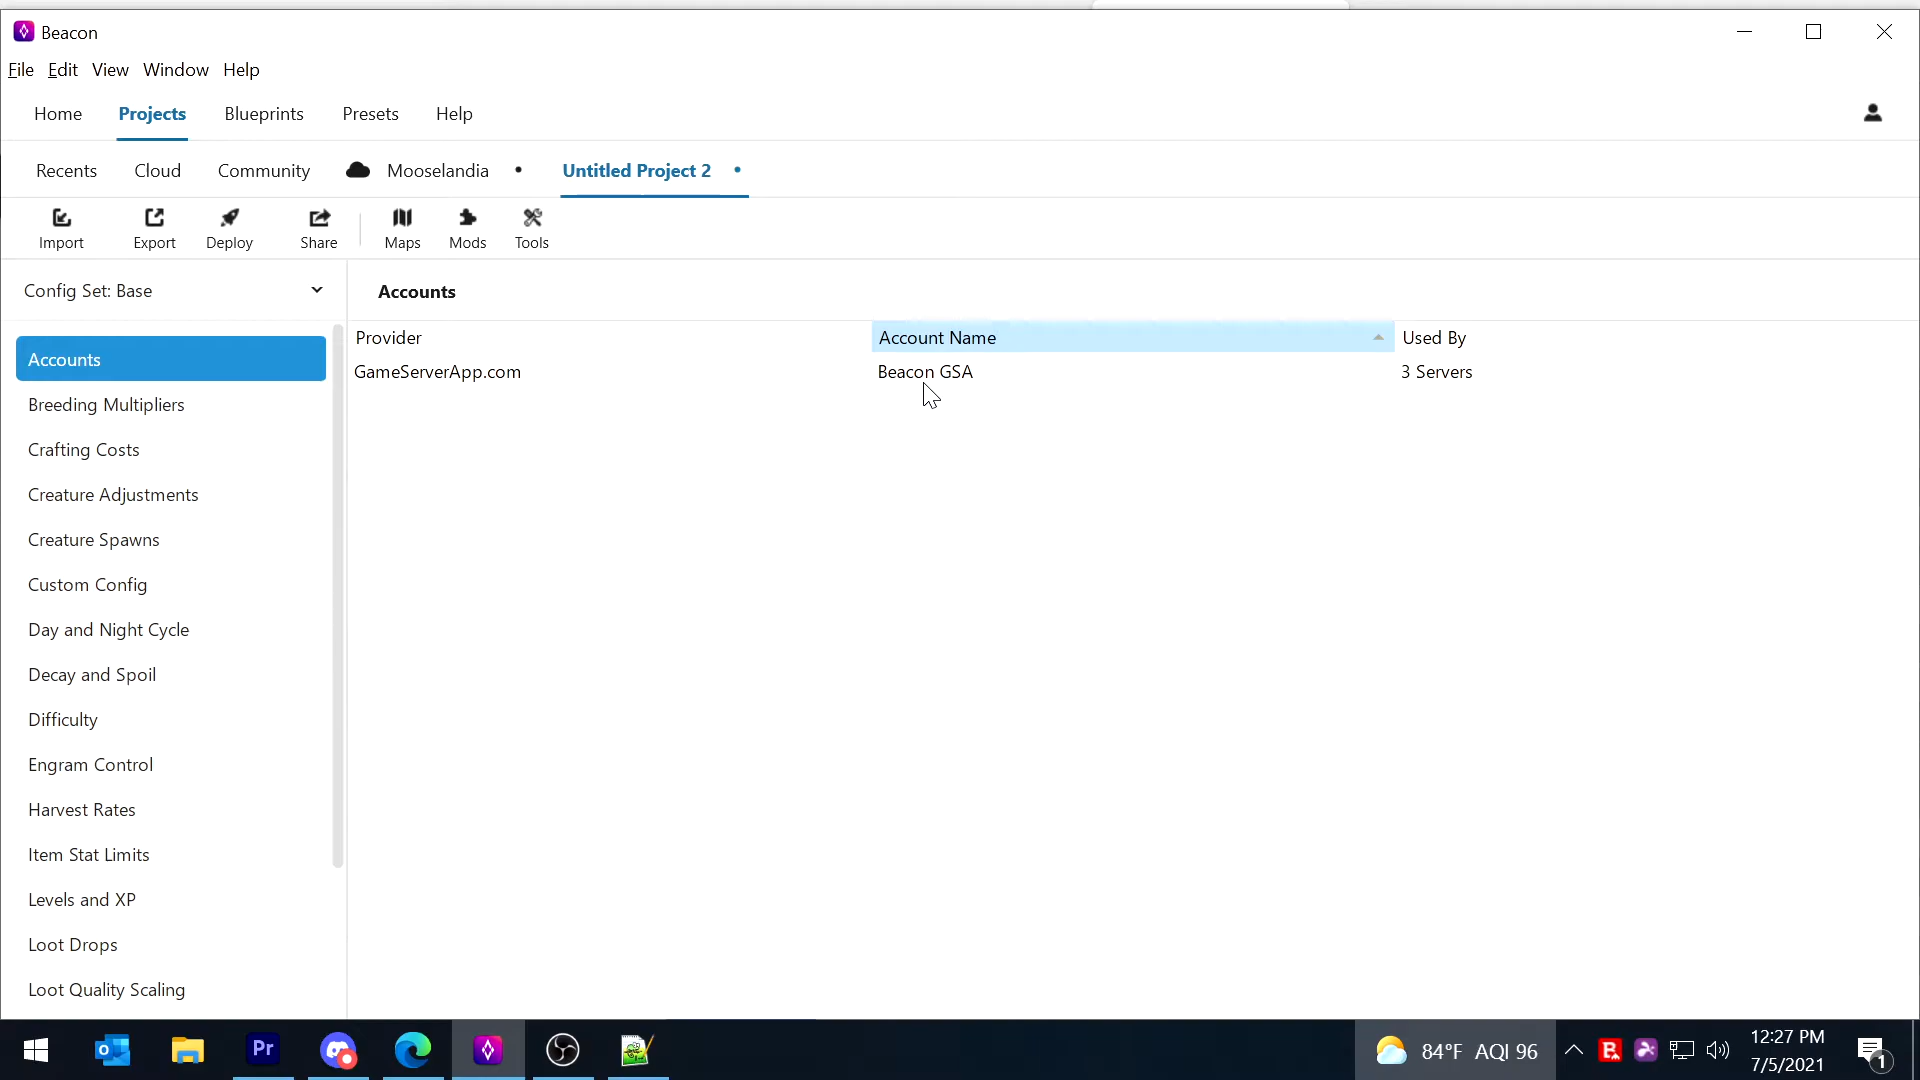 Beacon
File Edit View Window Help
Home Projects Blueprints Presets Help
Recents Cloud Community Mooselandia • Untitled Project 2 •
Import Export Deploy Share Maps Mods Tools
Config Set: Base
Accounts
Provider Account Name Used By
GameServerApp.com Beacon GSA 3 Servers
Accounts
Breeding Multipliers
Crafting Costs
Creature Adjustments
Creature Spawns
Custom Config
Day and Night Cycle
Decay and Spoil
Difficulty
Engram Control
Harvest Rates
Item Stat Limits
Levels and XP
Loot Drops
Loot Quality Scaling
Pr
84°F AQI 96
12:27 PM
7/5/2021
1